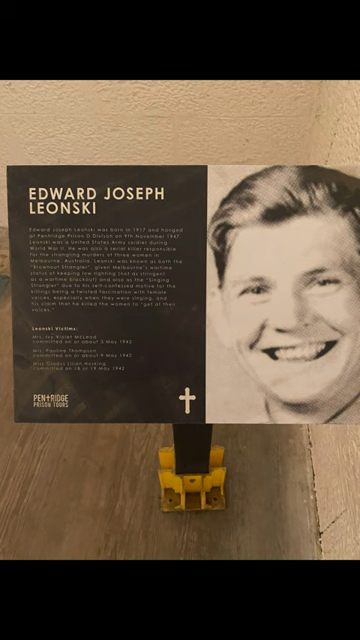 EDWARD JOSEPH
LEONSKI
Edward Joseph Leonski was born in 1917 and hanged
at Pentridge Prison D Division on 9th November 1942.
Leonski was a United States Army soldier during
World War II. He was also a serial killer responsible
for the strangling murders of three women in
Melbourne, Australia. Leonski was known as both the
"Brownout Strangler", given Melbourne's wartime
status of keeping low lighting (not as stringent
as a wartime blackout) and also as the "Singing
Strangler" due to his self-confessed motive for the
killings being a twisted fascination with female
voices, especially when they were singing, and
his claim that he killed the women to "get at their
voices."
Leonski Victims:
Mrs. Ivy Violet McLeod
committed on or about 3 May 1942
Mrs. Pauline Thompson
committed on or about 9 May 1942
Miss Gladys Lilian Hosking
committed on 18 or 19 May 1942
PENTRIDGE
PRISON TOURS